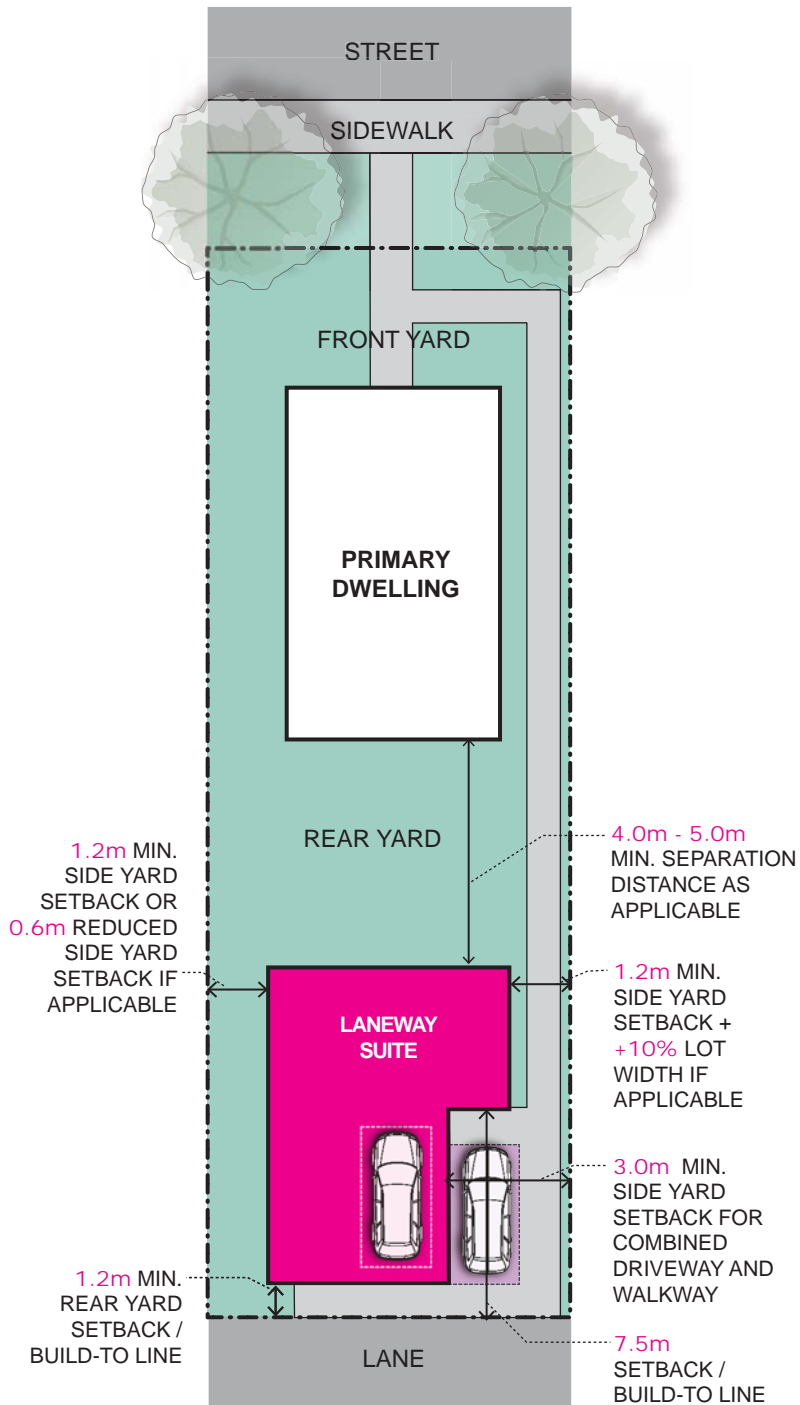 STREET
SIDEWALK
FRONT YARD
PRIMARY
DWELLING
REAR YARD
1.2m MIN.
SIDE YARD
SETBACK OR
0.6m REDUCED
SIDE YARD
SETBACK IF
APPLICABLE
4.0m - 5.0m
MIN. SEPARATION
DISTANCE AS
APPLICABLE
LANEWAY
SUITE
1.2m MIN.
SIDE YARD
SETBACK +
+10% LOT
WIDTH IF
APPLICABLE
3.0m MIN.
SIDE YARD
SETBACK FOR
COMBINED
DRIVEWAY AND
WALKWAY
1.2m MIN.
REAR YARD
SETBACK /
BUILD-TO LINE
7.5m
SETBACK /
BUILD-TO LINE
LANE